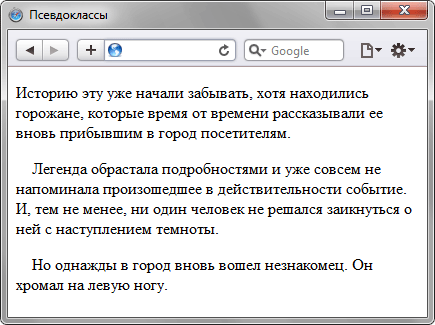 Псевдоклассы
Google
Историю эту уже начали забывать, хотя находились
горожане, которые время от времени рассказывали ее
вновь прибывшим в город посетителям.
Легенда обрастала подробностями и уже совсем не
напоминала произошедшее в действительности событие.
И, тем не менее, ни один человек не решался заикнуться о
ней с наступлением темноты.
Но однажды в город вновь вошел незнакомец. Он
хромал на левую ногу.